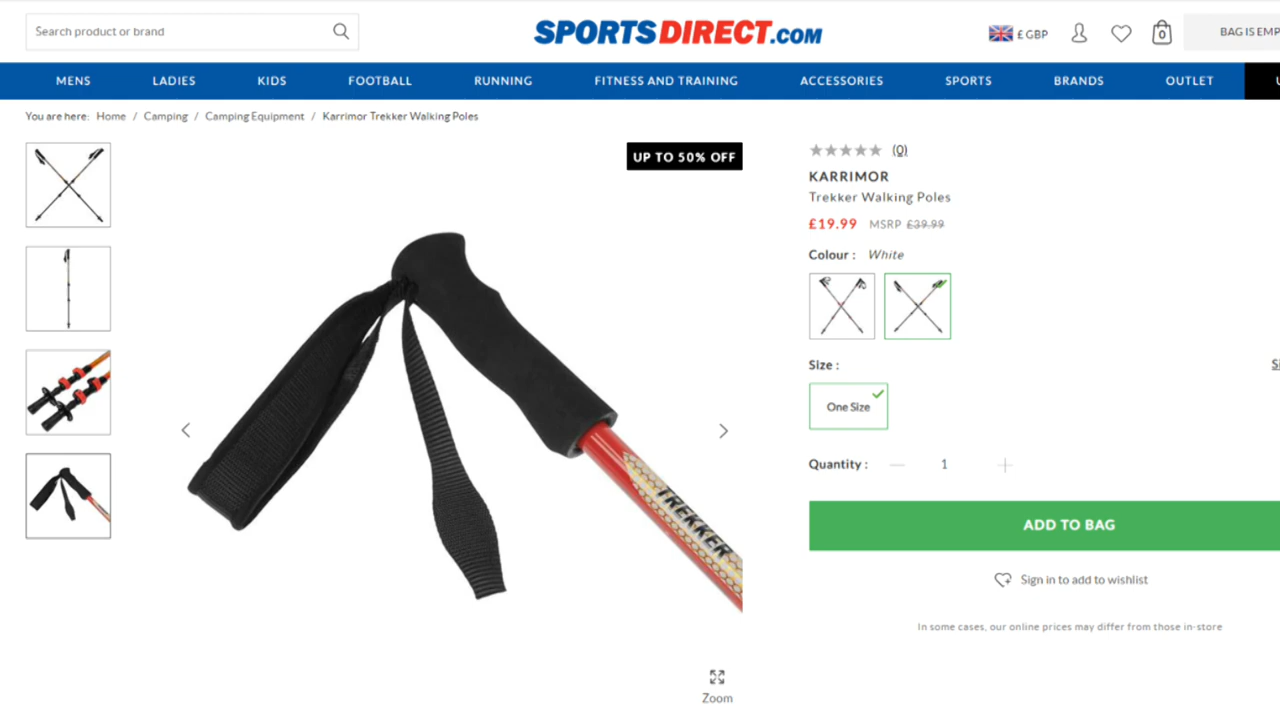 Search product or brand
SPORTSDIRECT.COM
£ GBP
0
BAG IS EMP
MENS LADIES KIDS FOOTBALL RUNNING FITNESS AND TRAINING ACCESSORIES SPORTS BRANDS OUTLET U
You are here: Home / Camping / Camping Equipment / Karrimor Trekker Walking Poles
UP TO 50% OFF
TREKKER
(0)
KARRIMOR
Trekker Walking Poles
£19.99 MSRP £39.99
Colour : White
Size :
Si
One Size
Quantity : 1
ADD TO BAG
Sign in to add to wishlist
In some cases, our online prices may differ from those in-store
Zoom